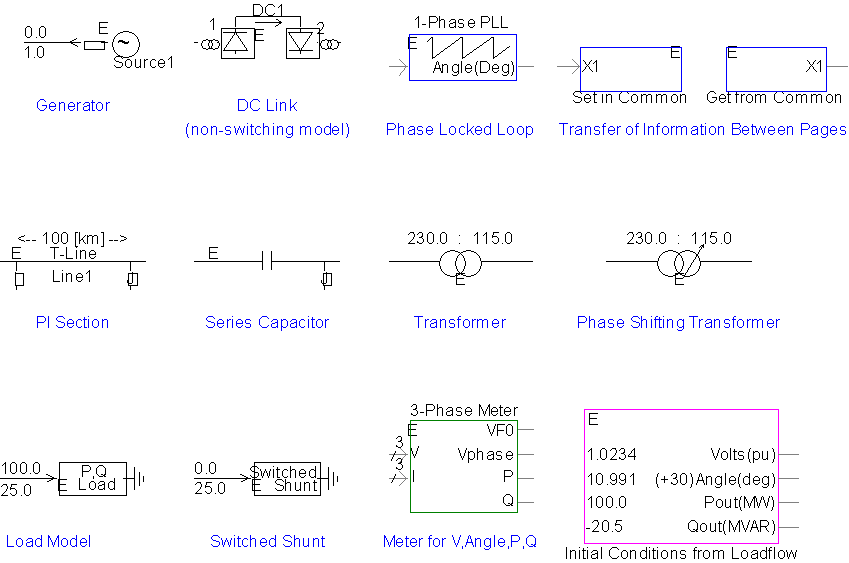 0.0
1.0
E
Source1
Generator
DC1
1
E
2
DC Link
(non-switching model)
1-Phase PLL
E
Angle(Deg)
Phase Locked Loop
E
X1
Set in Common
E
X1
Get from Common
Transfer of Information Between Pages
<-- 100 [km] -->
E
T-Line
Line1
J
PI Section
E
J
Series Capacitor
230.0 : 115.0
E
Transformer
230.0 : 115.0
E
Phase Shifting Transformer
100.0
25.0
P,Q
E Load
Load Model
0.0
25.0
Switched
E Shunt
Switched Shunt
3-Phase Meter
E VF0
3 V Vphase
3 I P
Q
Meter for V,Angle,P,Q
E
1.0234 Volts(pu)
10.991 (+30)Angle(deg)
100.0 Pout(MW)
-20.5 Qout(MVAR)
Initial Conditions from Loadflow